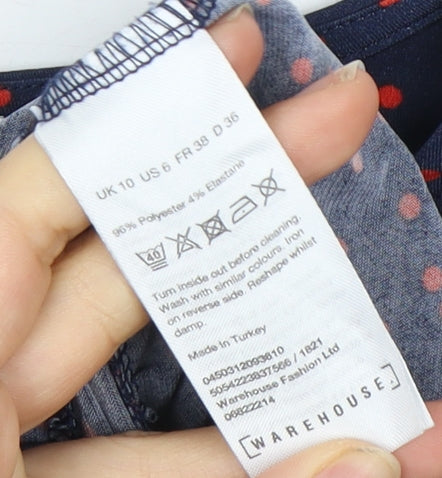 UK 10 US 6 FR 38 D 36
96% Polyester 4% Elastane
40
Turn inside out before cleaning.
Wash with similar colours. Iron
on reverse side. Reshape whilst
damp.
Made in Turkey
0450312093610
5054223837566 / 1821
Warehouse Fashion Ltd
06822214
[WAREHOUSE]